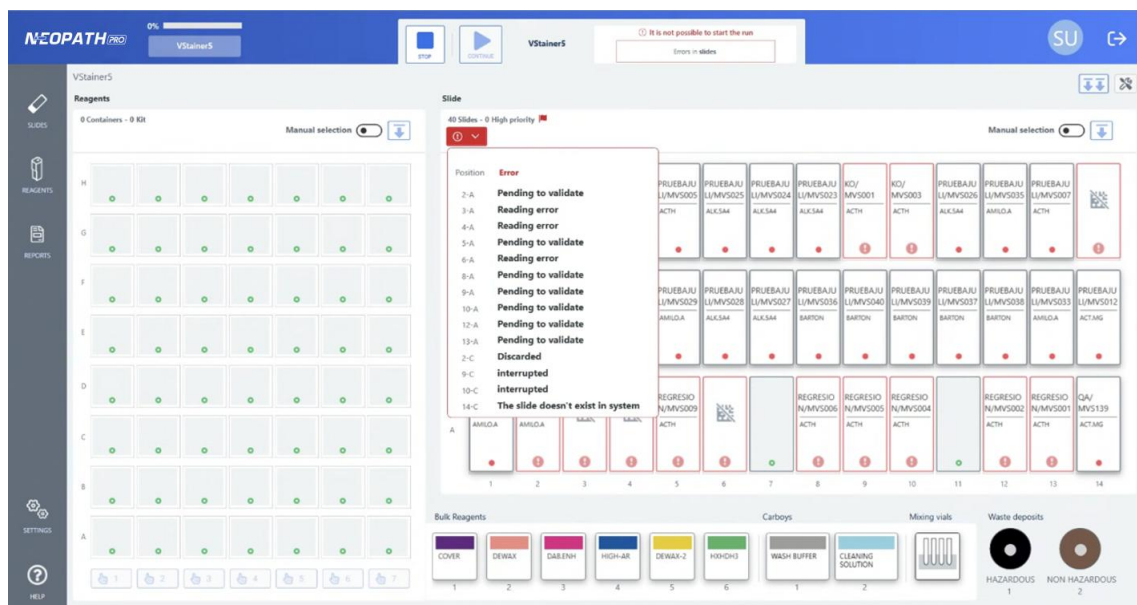 NEOPATH PRO
0%
VStainer5
STOP
CONTINUE
VStainer5
It is not possible to start the run
Errors in slides
SU
SLIDES
REAGENTS
REPORTS
SETTINGS
HELP
VStainer5
Reagents
0 Containers - 0 Kit
Manual selection
H
G
F
E
D
C
B
A
1 2 3 4 5 6 7
Slide
40 Slides - 0 High priority
Manual selection
Position Error
2-A Pending to validate
3-A Reading error
4-A Reading error
5-A Pending to validate
6-A Reading error
8-A Pending to validate
9-A Pending to validate
10-A Pending to validate
12-A Pending to validate
13-A Pending to validate
2-C Discarded
9-C interrupted
10-C interrupted
14-C The slide doesn't exist in system
PRUEBAJU PRUEBAJU PRUEBAJU PRUEBAJU KO/ KO/ PRUEBAJU PRUEBAJU PRUEBAJU
LI/MVS005 LI/MVS025 LI/MVS024 LI/MVS023 MVS001 MVS003 LI/MVS026 LI/MVS035 LI/MVS007
ACTH ALK.5A4 ALK.5A4 ALK.5A4 ACTH ACTH ALK.5A4 AMILO.A ACTH
PRUEBAJU PRUEBAJU PRUEBAJU PRUEBAJU PRUEBAJU PRUEBAJU PRUEBAJU PRUEBAJU PRUEBAJU PRUEBAJU
LI/MVS029 LI/MVS028 LI/MVS027 LI/MVS036 LI/MVS040 LI/MVS039 LI/MVS037 LI/MVS038 LI/MVS033 LI/MVS012
AMILO.A ALK.5A4 ALK.5A4 BARTON BARTON BARTON BARTON BARTON AMILO.A ACT.MG
REGRESIO REGRESIO REGRESIO REGRESIO REGRESIO REGRESIO QA/
N/MVS009 N/MVS006 N/MVS005 N/MVS004 N/MVS002 N/MVS001 MVS139
A AMILO.A AMILO.A ACTH ACTH ACTH ACTH ACTH ACTH ACT.MG
1 2 3 4 5 6 7 8 9 10 11 12 13 14
Bulk Reagents Carboys Mixing vials Waste deposits
COVER DEWAX DAB.ENH HIGH-AR DEWAX-2 HXHDH3 WASH BUFFER CLEANING
SOLUTION
HAZARDOUS NON HAZARDOUS
1 2 3 4 5 6 1 2 1 2